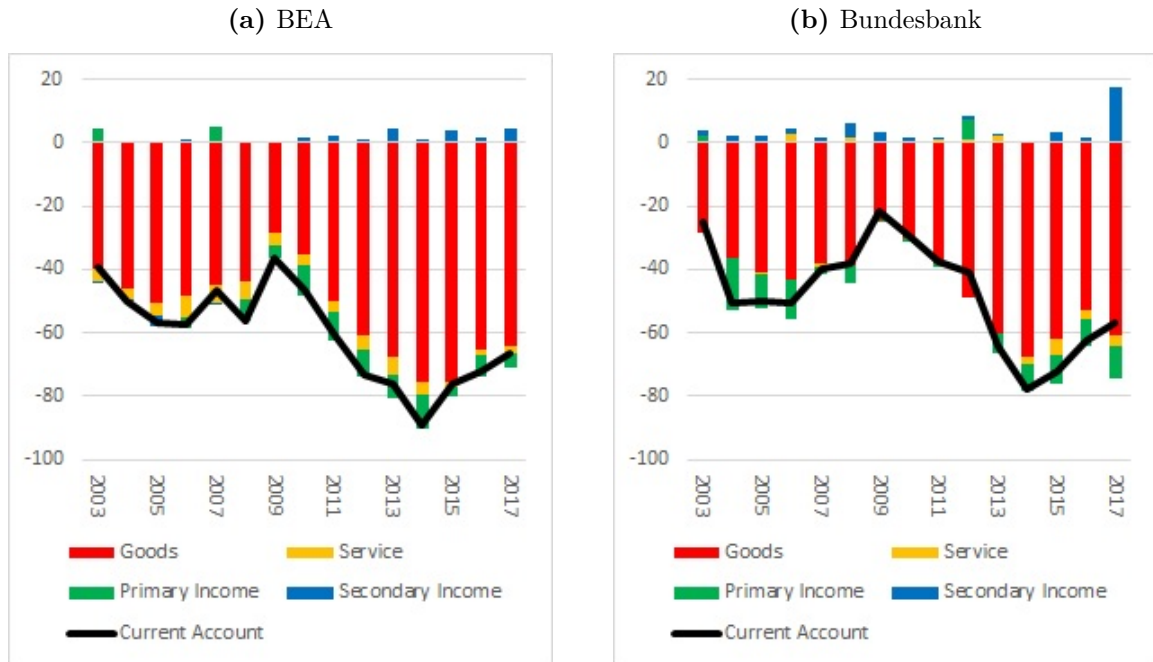 (a) BEA
20
0
-20
-40
-60
-80
-100
2003
2005
2007
2009
2011
2013
2015
2017
Goods
Service
Primary Income
Secondary Income
Current Account
(b) Bundesbank
20
0
-20
-40
-60
-80
-100
2003
2005
2007
2009
2011
2013
2015
2017
Goods
Service
Primary Income
Secondary Income
Current Account